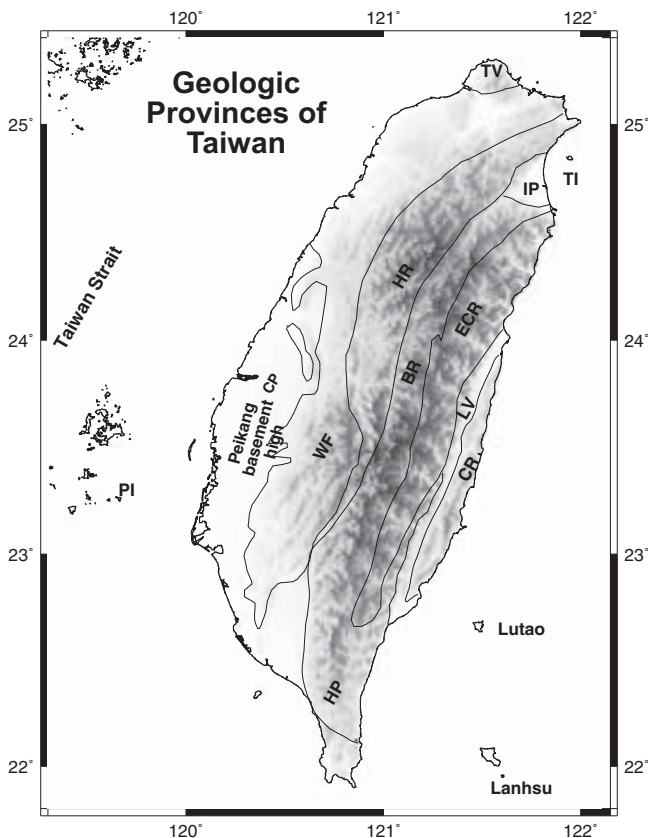 120°
121°
122°
Geologic
Provinces of
Taiwan
TV
25°
25°
IP
TI
Taiwan Strait
HR
ECR
24°
24°
BR
CP
LV
Peikang
basement
high
WF
CR
PI
23°
23°
Lutao
HP
22°
22°
Lanhsu
120°
121°
122°